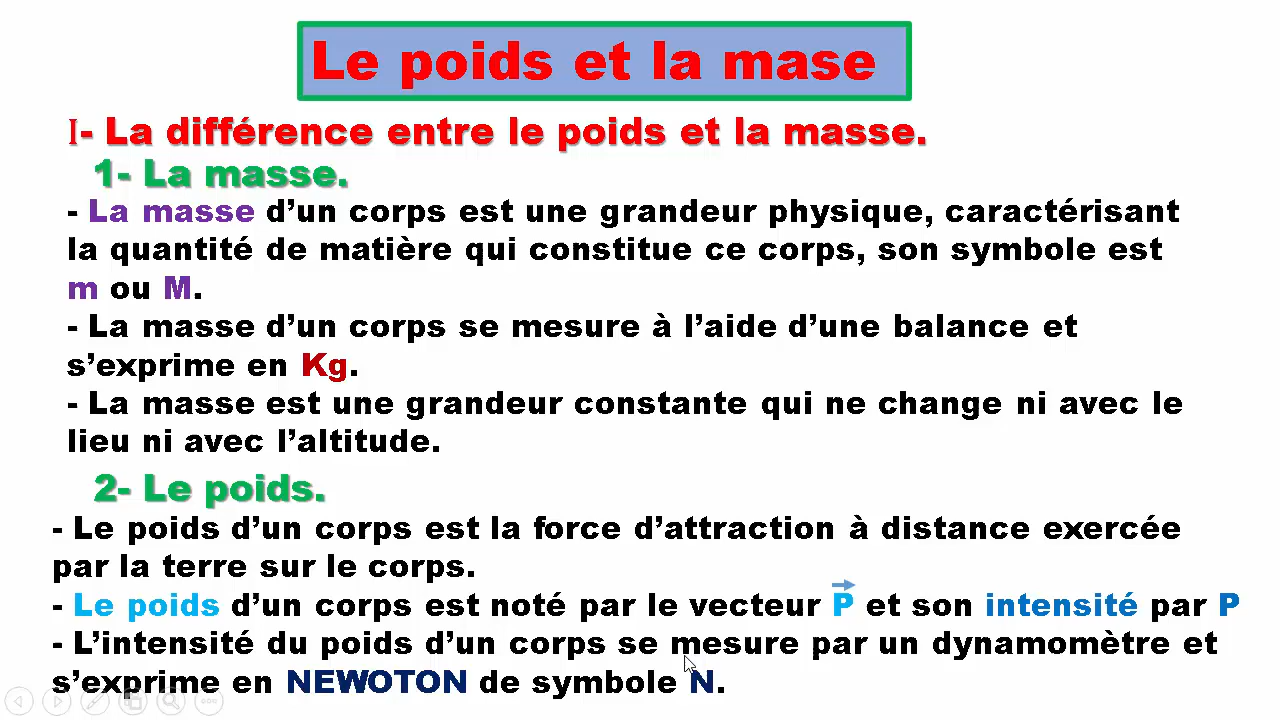 Le poids et la mase
I- La différence entre le poids et la masse.
1- La masse.
- La masse d’un corps est une grandeur physique, caractérisant
la quantité de matière qui constitue ce corps, son symbole est
m ou M.
- La masse d’un corps se mesure à l’aide d’une balance et
s’exprime en Kg.
- La masse est une grandeur constante qui ne change ni avec le
lieu ni avec l’altitude.
2- Le poids.
- Le poids d’un corps est la force d’attraction à distance exercée
par la terre sur le corps.
- Le poids d’un corps est noté par le vecteur P⃗ et son intensité par P
- L’intensité du poids d’un corps se mesure par un dynamomètre et
s’exprime en NEWOTON de symbole N.